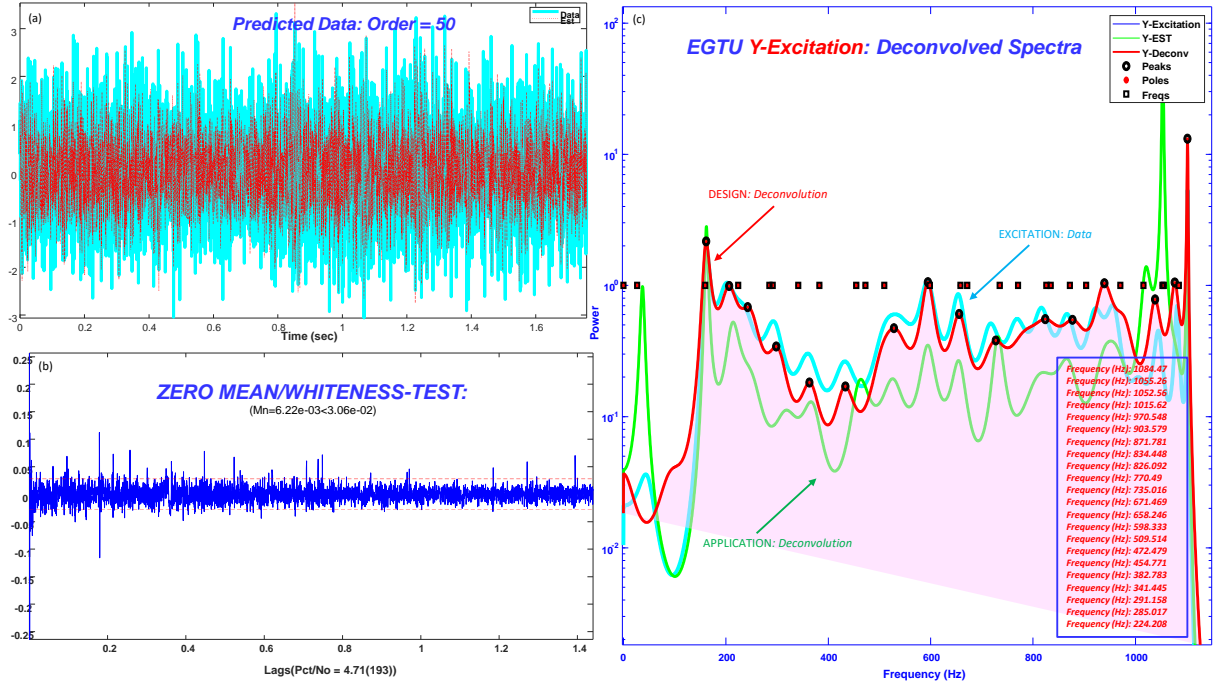 (a)
Predicted Data: Order = 50
Data
Est
3
2
1
0
-1
-2
-3
0
0.2
0.4
0.6
0.8
1
1.2
1.4
1.6
Time (sec)
(b)
ZERO MEAN/WHITENESS-TEST:
(Mn=6.22e-03<3.06e-02)
0.25
0.2
0.15
0.1
0.05
0
-0.05
-0.1
-0.15
-0.2
-0.25
0.2
0.4
0.6
0.8
1
1.2
1.4
Lags(Pct/No = 4.71(193))
(c)
EGTU Y-Excitation: Deconvolved Spectra
Y-Excitation
Y-EST
Y-Deconv
Peaks
Poles
Freqs
10^2
10^1
10^0
10^-1
10^-2
Power
DESIGN: Deconvolution
EXCITATION: Data
APPLICATION: Deconvolution
Frequency (Hz): 1084.47
Frequency (Hz): 1055.26
Frequency (Hz): 1052.56
Frequency (Hz): 1015.62
Frequency (Hz): 970.548
Frequency (Hz): 903.579
Frequency (Hz): 871.781
Frequency (Hz): 834.448
Frequency (Hz): 826.092
Frequency (Hz): 770.49
Frequency (Hz): 735.016
Frequency (Hz): 671.469
Frequency (Hz): 658.246
Frequency (Hz): 598.333
Frequency (Hz): 509.514
Frequency (Hz): 472.479
Frequency (Hz): 454.771
Frequency (Hz): 382.783
Frequency (Hz): 341.445
Frequency (Hz): 291.158
Frequency (Hz): 285.017
Frequency (Hz): 224.208
0
200
400
600
800
1000
Frequency (Hz)